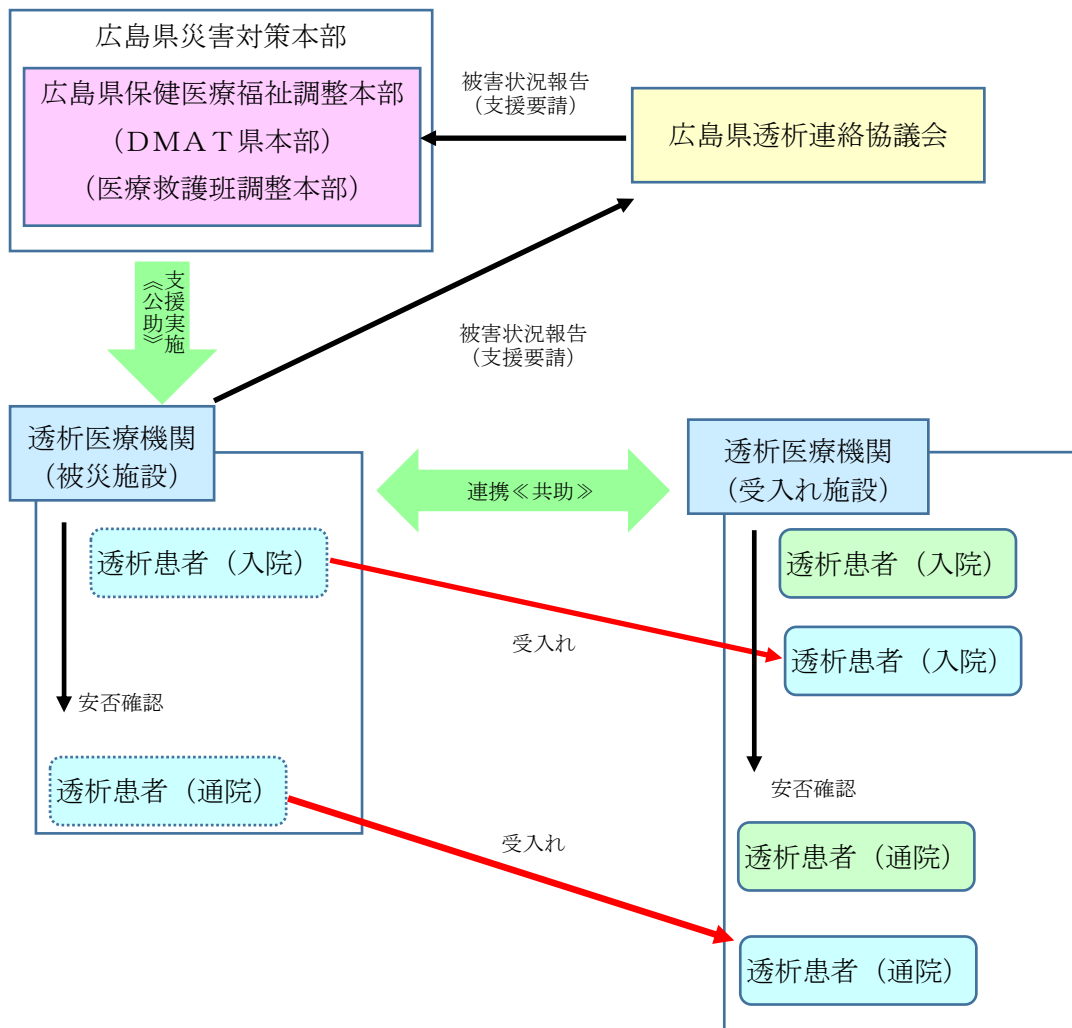 広島県災害対策本部
広島県保健医療福祉調整本部
（ＤＭＡＴ県本部）
（医療救護班調整本部）
被害状況報告
（支援要請）
広島県透析連絡協議会
支援実施
《公助》
被害状況報告
（支援要請）
透析医療機関
（被災施設）
連携≪共助≫
透析医療機関
（受入れ施設）
透析患者（入院）
透析患者（入院）
受入れ
透析患者（入院）
安否確認
透析患者（通院）
安否確認
受入れ
透析患者（通院）
透析患者（通院）